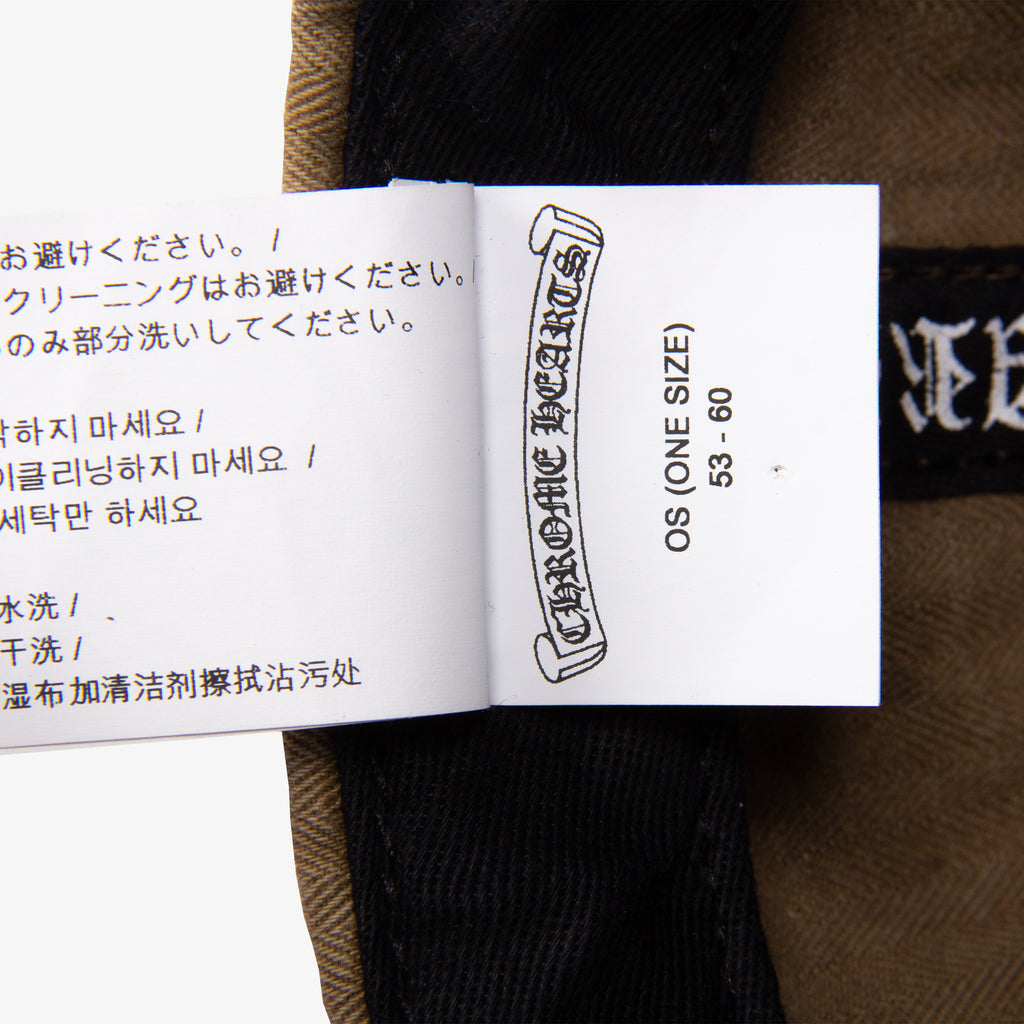 お避けください。 /
クリーニングはお避けください。/
のみ部分洗いしてください。
하지 마세요 /
이클리닝하지 마세요 /
세탁만 하세요
水洗 /
干洗 /
湿布加清洁剂擦拭沾污处
CHROME HEARTS
OS (ONE SIZE)
53 - 60